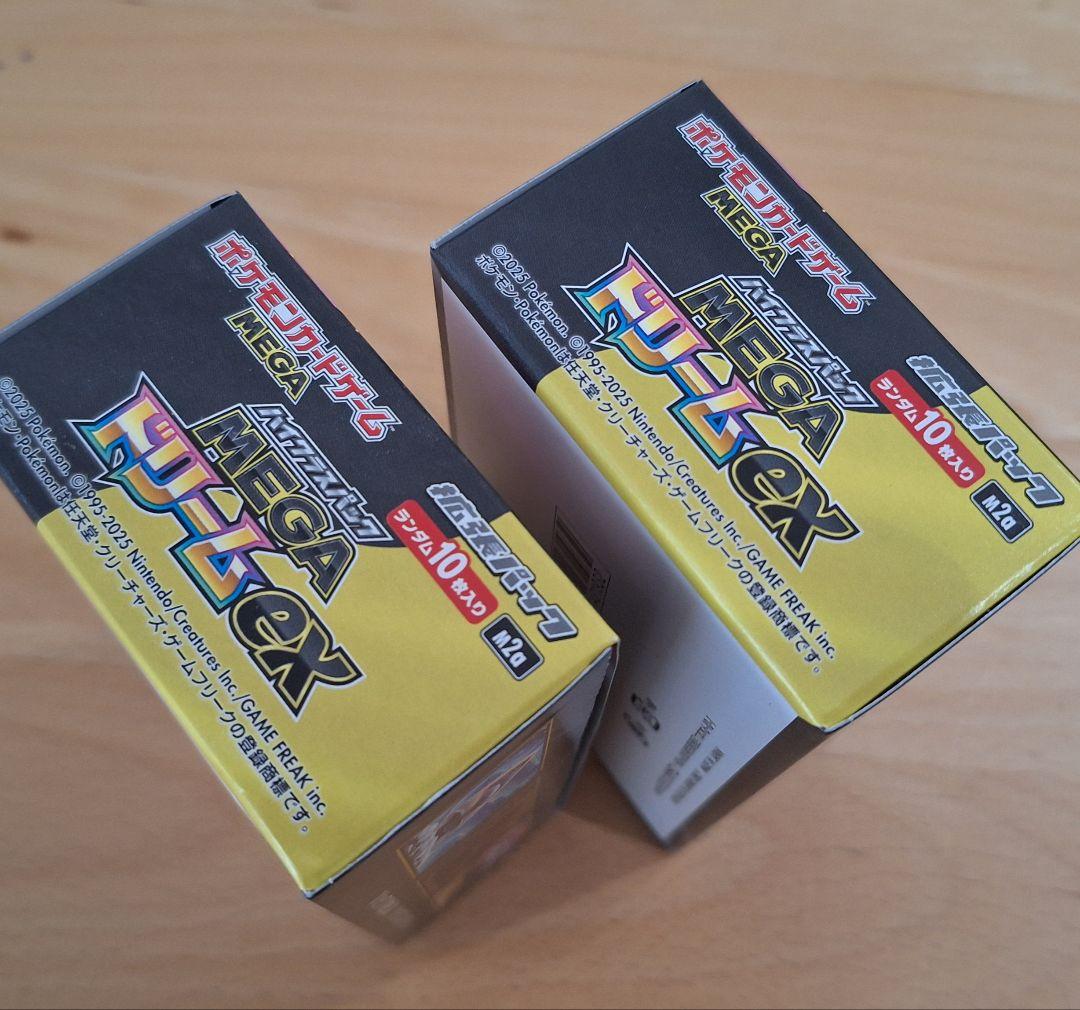 ポケモンカードゲーム
MEGA
ハイクラスパック
MEGA
ドリームex
拡張パック
ランダム10枚入り
M2a
©2025 Pokémon. ©1995-2025 Nintendo/Creatures Inc./GAME FREAK inc.
ポケモン・Pokémonは任天堂・クリーチャーズ・ゲームフリークの登録商標です。
ポケモンカードゲーム
MEGA
ハイクラスパック
MEGA
ドリームex
拡張パック
ランダム10枚入り
M2a
©2025 Pokémon. ©1995-2025 Nintendo/Creatures Inc./GAME FREAK inc.
ポケモン・Pokémonは任天堂・クリーチャーズ・ゲームフリークの登録商標です。